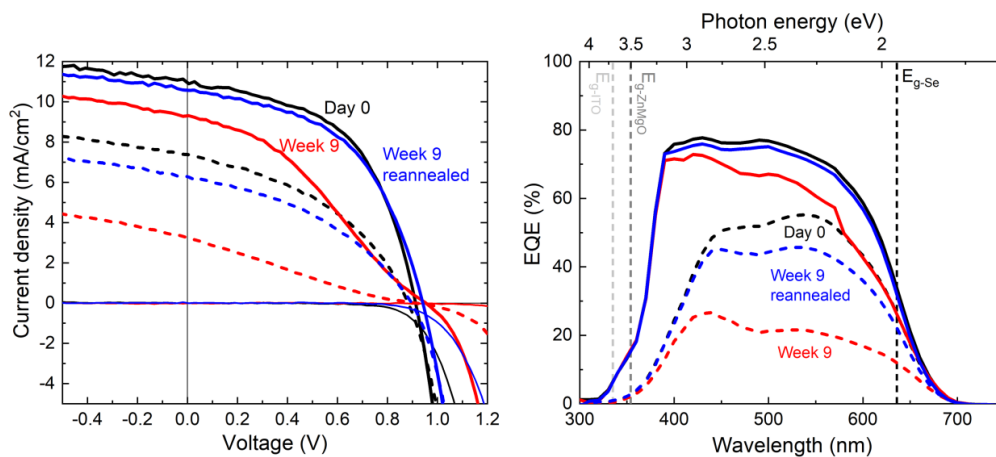 12
10
8
6
4
2
0
-2
-4
-0.4 -0.2 0.0 0.2 0.4 0.6 0.8 1.0 1.2
Voltage (V)
Current density (mA/cm²)
Day 0
Week 9
Week 9
reannealed
Photon energy (eV)
4 3.5 3 2.5 2
100
80
60
40
20
0
300 400 500 600 700
Wavelength (nm)
EQE (%)
Eg-ITO
Eg-ZnMgO
Eg-Se
Day 0
Week 9
reannealed
Week 9